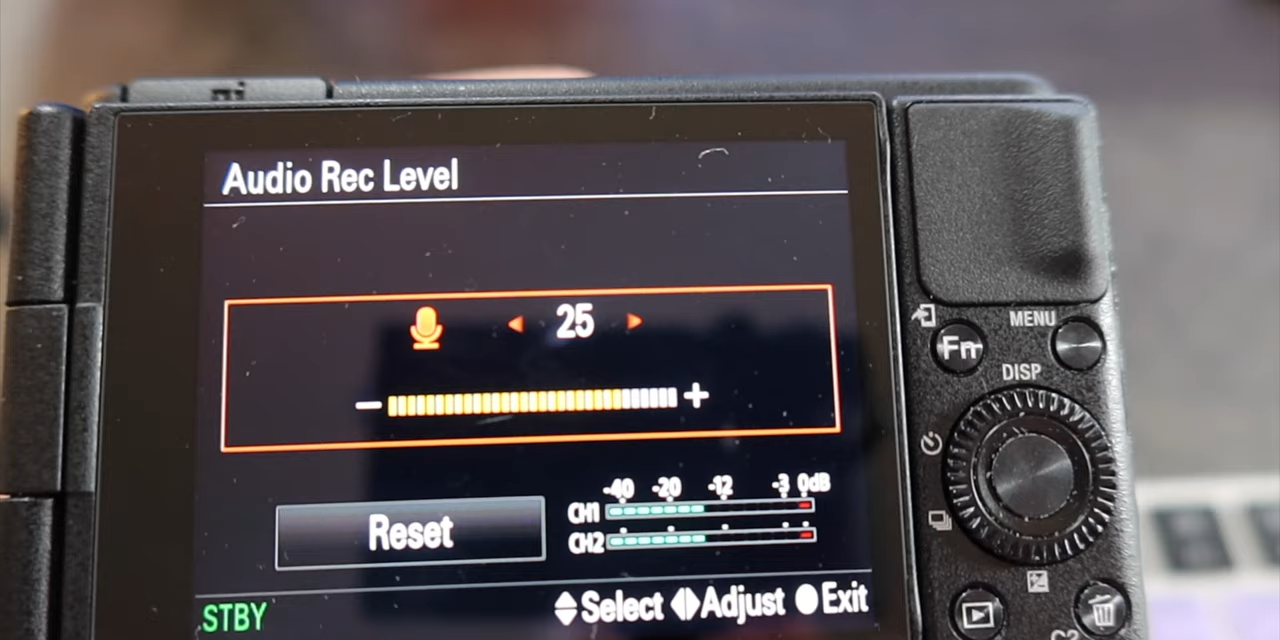 Audio Rec Level
25
-40 -20 -12 -3 0dB
CH1
CH2
Reset
STBY
Select Adjust Exit
MENU
Fn
DISP